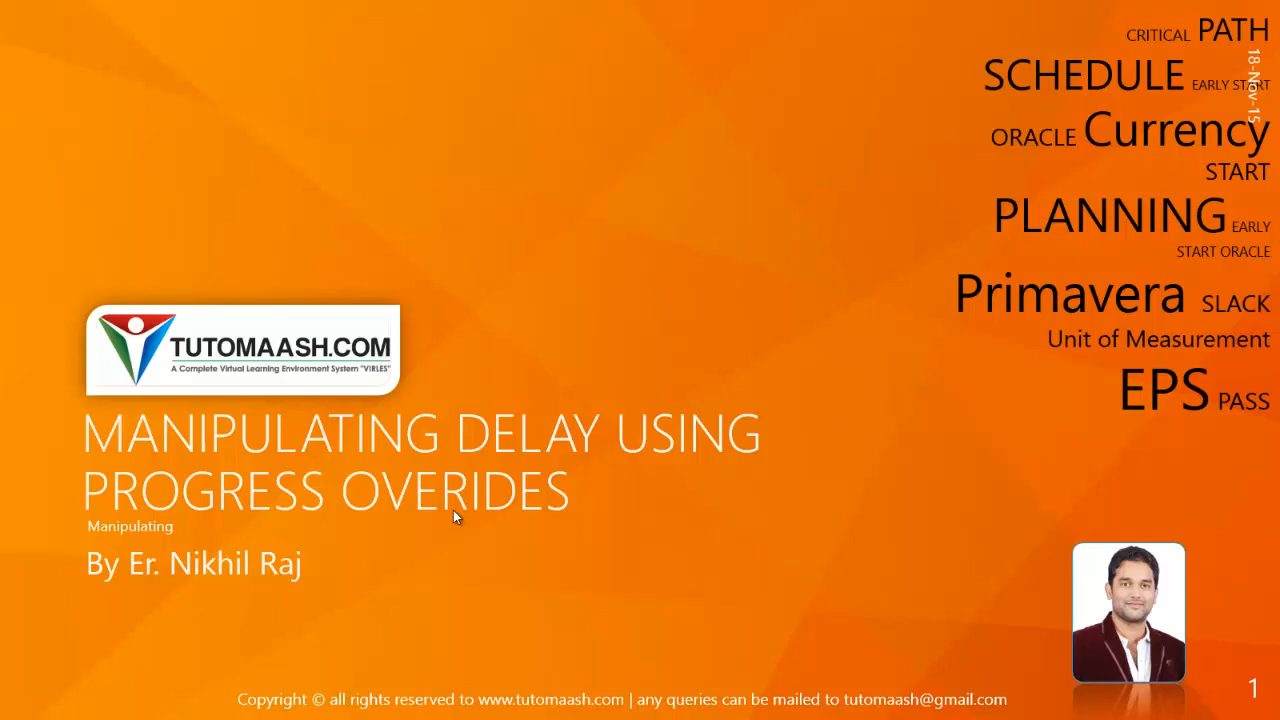 CRITICAL PATH
SCHEDULE EARLY START
18-Nov-15
ORACLE Currency
START
PLANNING EARLY
START ORACLE
Primavera SLACK
Unit of Measurement
EPS PASS
TUTOMAASH.COM
A Complete Virtual Learning Environment System "VIRLES"
MANIPULATING DELAY USING
PROGRESS OVERIDES
Manipulating
By Er. Nikhil Raj
Copyright © all rights reserved to www.tutomaash.com | any queries can be mailed to tutomaash@gmail.com
1